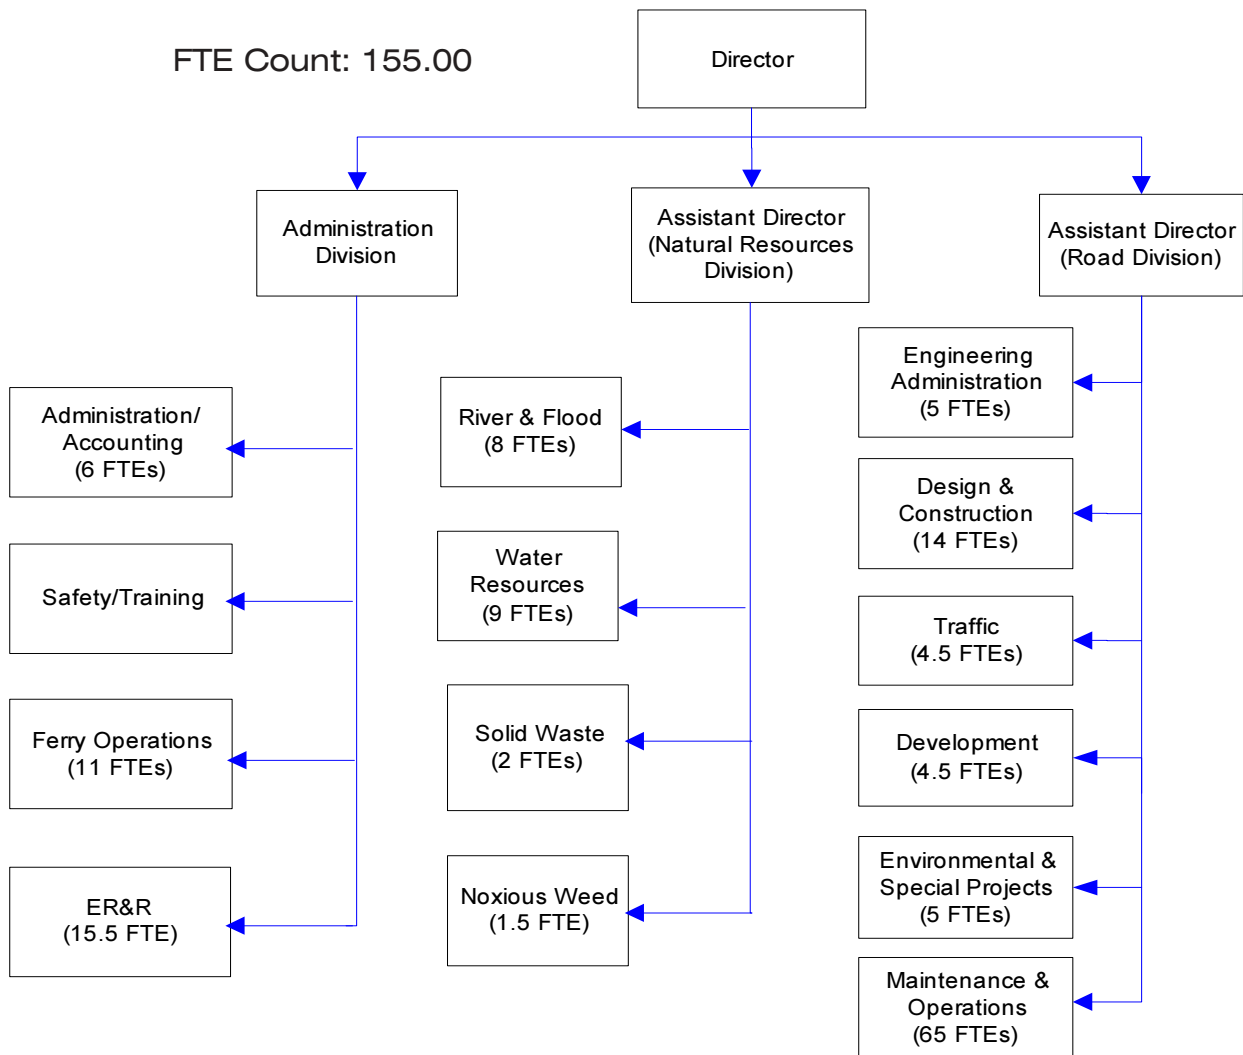 FTE Count: 155.00
Director
Administration
Division
Assistant Director
(Natural Resources
Division)
Assistant Director
(Road Division)
Administration/
Accounting
(6 FTEs)
Safety/Training
Ferry Operations
(11 FTEs)
ER&R
(15.5 FTE)
River & Flood
(8 FTEs)
Water
Resources
(9 FTEs)
Solid Waste
(2 FTEs)
Noxious Weed
(1.5 FTE)
Engineering
Administration
(5 FTEs)
Design &
Construction
(14 FTEs)
Traffic
(4.5 FTEs)
Development
(4.5 FTEs)
Environmental &
Special Projects
(5 FTEs)
Maintenance &
Operations
(65 FTEs)